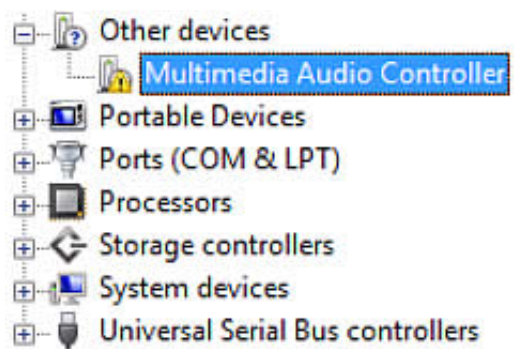 Other devices
Multimedia Audio Controller
Portable Devices
Ports (COM & LPT)
Processors
Storage controllers
System devices
Universal Serial Bus controllers